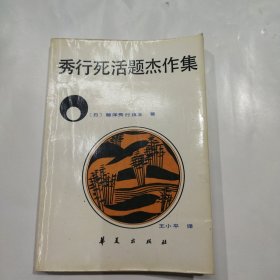 秀行死活题杰作集
〔日〕藤泽秀行 著
王小平 译
华夏出版社